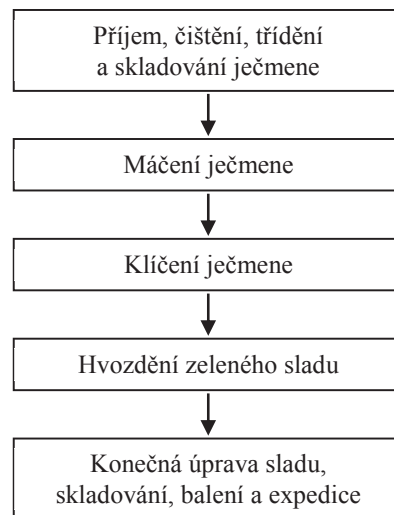 Příjem, čištění, třídění
a skladování ječmene
Máčení ječmene
Klíčení ječmene
Hvozdění zeleného sladu
Konečná úprava sladu,
skladování, balení a expedice